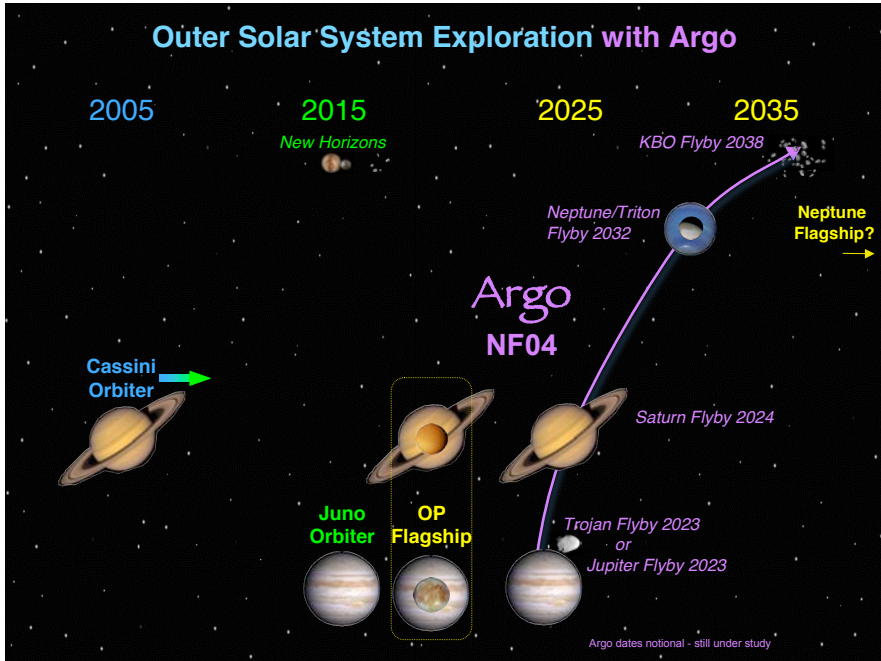 Outer Solar System Exploration with Argo
2005
2015
2025
2035
New Horizons
KBO Flyby 2038
Neptune/Triton
Flyby 2032
Neptune
Flagship?
Argo
NF04
Cassini
Orbiter
Saturn Flyby 2024
Juno
Orbiter
OP
Flagship
Trojan Flyby 2023
or
Jupiter Flyby 2023
Argo dates notional - still under study